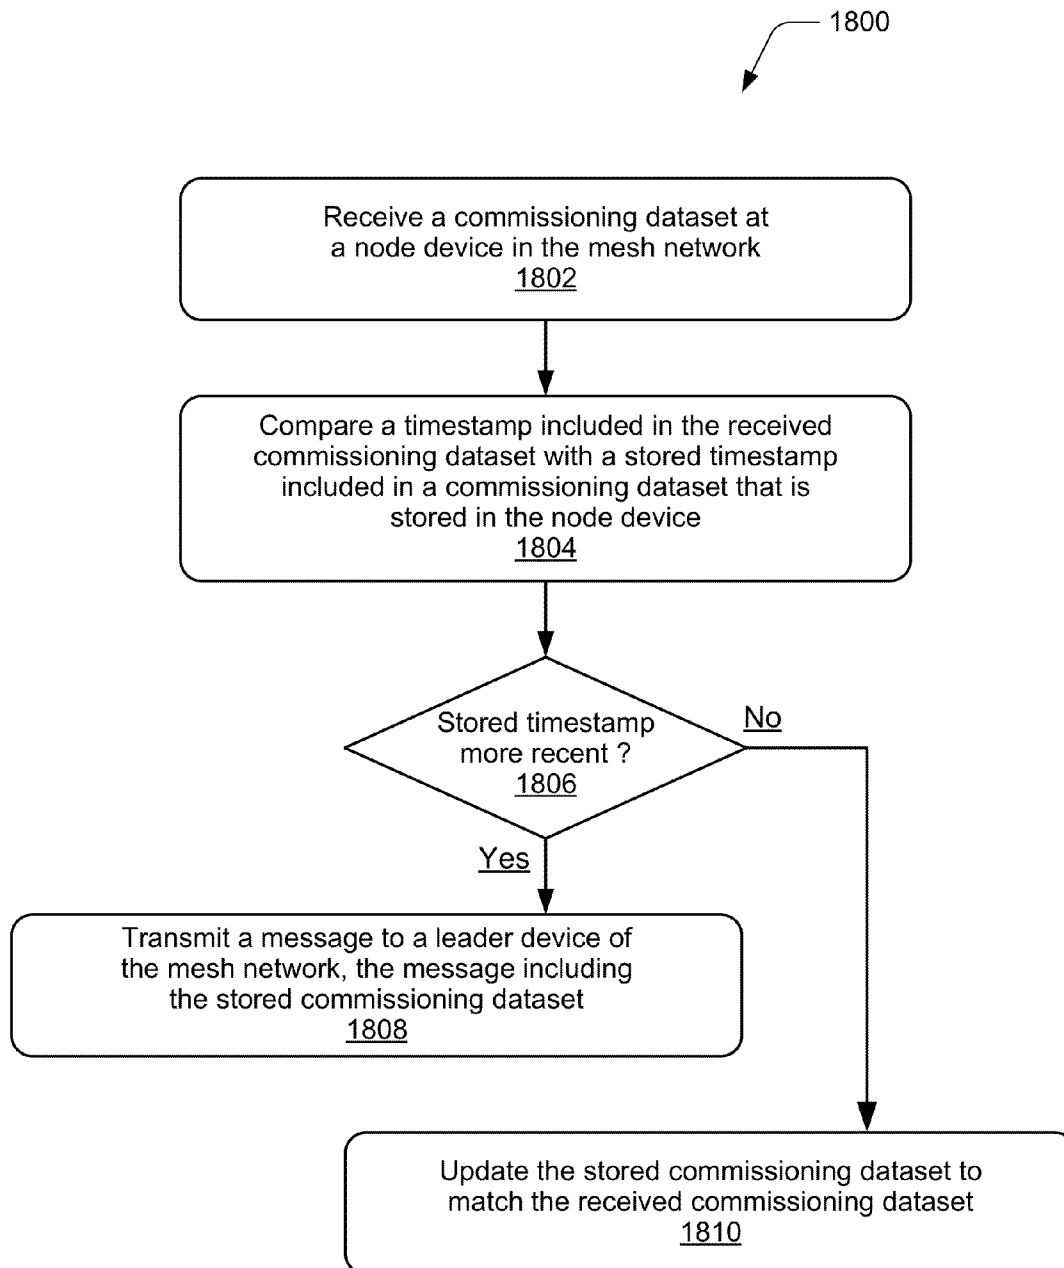 1800
Receive a commissioning dataset at
a node device in the mesh network
1802
Compare a timestamp included in the received
commissioning dataset with a stored timestamp
included in a commissioning dataset that is
stored in the node device
1804
Stored timestamp
more recent ?
1806
No
Yes
Transmit a message to a leader device of
the mesh network, the message including
the stored commissioning dataset
1808
Update the stored commissioning dataset to
match the received commissioning dataset
1810